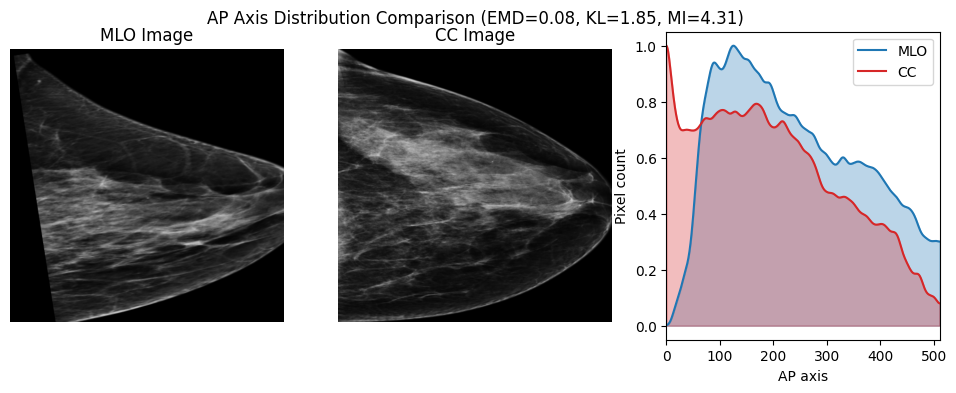 AP Axis Distribution Comparison (EMD=0.08, KL=1.85, MI=4.31)
MLO Image
CC Image
MLO
CC
Pixel count
1.0
0.8
0.6
0.4
0.2
0.0
0 100 200 300 400 500
AP axis